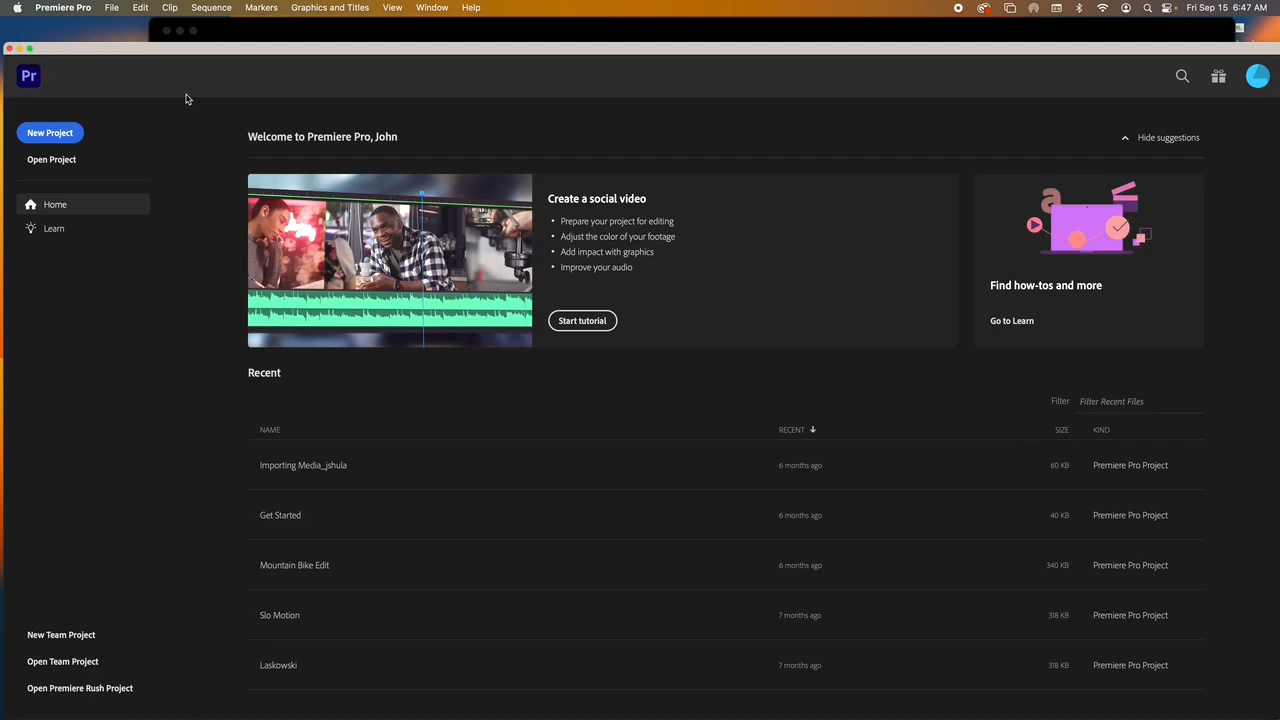 Premiere Pro File Edit Clip Sequence Markers Graphics and Titles View Window Help Fri Sep 15 6:47 AM
Pr
New Project
Open Project
Home
Learn
Welcome to Premiere Pro, John
Hide suggestions
Create a social video
• Prepare your project for editing
• Adjust the color of your footage
• Add impact with graphics
• Improve your audio
Start tutorial
a
Find how-tos and more
Go to Learn
Recent
Filter Filter Recent Files
NAME RECENT SIZE KIND
Importing Media_jshula 6 months ago 60 KB Premiere Pro Project
Get Started 6 months ago 40 KB Premiere Pro Project
Mountain Bike Edit 6 months ago 340 KB Premiere Pro Project
Slo Motion 7 months ago 318 KB Premiere Pro Project
Laskowski 7 months ago 318 KB Premiere Pro Project
New Team Project
Open Team Project
Open Premiere Rush Project